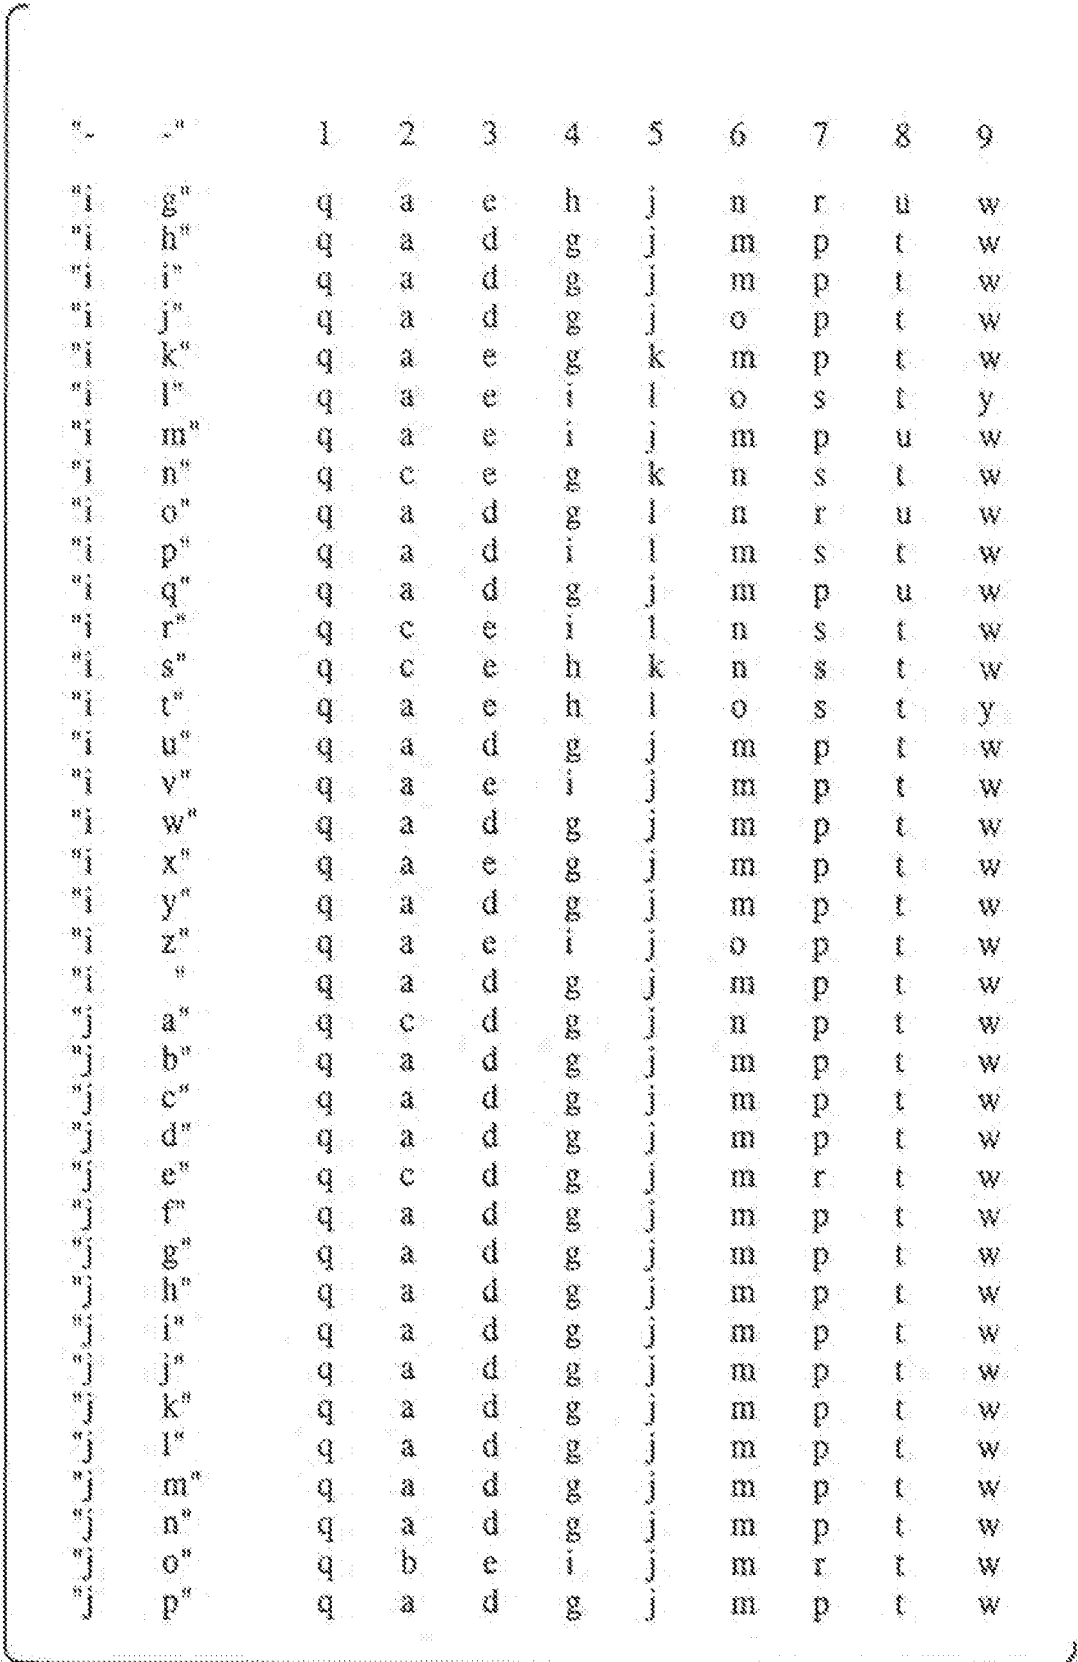 "- -" 1 2 3 4 5 6 7 8 9
"i g" q a e h j n r u w
"i h" q a d g j m p t w
"i i" q a d g j m p t w
"i j" q a d g j o p t w
"i k" q a e g k m p t w
"i l" q a e i l o s t y
"i m" q a e i j m p u w
"i n" q c e g k n s t w
"i o" q a d g l n r u w
"i p" q a d i l m s t w
"i q" q a d g j m p u w
"i r" q c e i l n s t w
"i s" q c e h k n s t w
"i t" q a e h l o s t y
"i u" q a d g j m p t w
"i v" q a e i j m p t w
"i w" q a d g j m p t w
"i x" q a e g j m p t w
"i y" q a d g j m p t w
"i z" q a e i j o p t w
"i " q a d g j m p t w
"j a" q c d g j n p t w
"j b" q a d g j m p t w
"j c" q a d g j m p t w
"j d" q a d g j m p t w
"j e" q c d g j m r t w
"j f" q a d g j m p t w
"j g" q a d g j m p t w
"j h" q a d g j m p t w
"j i" q a d g j m p t w
"j j" q a d g j m p t w
"j k" q a d g j m p t w
"j l" q a d g j m p t w
"j m" q a d g j m p t w
"j n" q a d g j m p t w
"j o" q b e i j m r t w
"j p" q a d g j m p t w